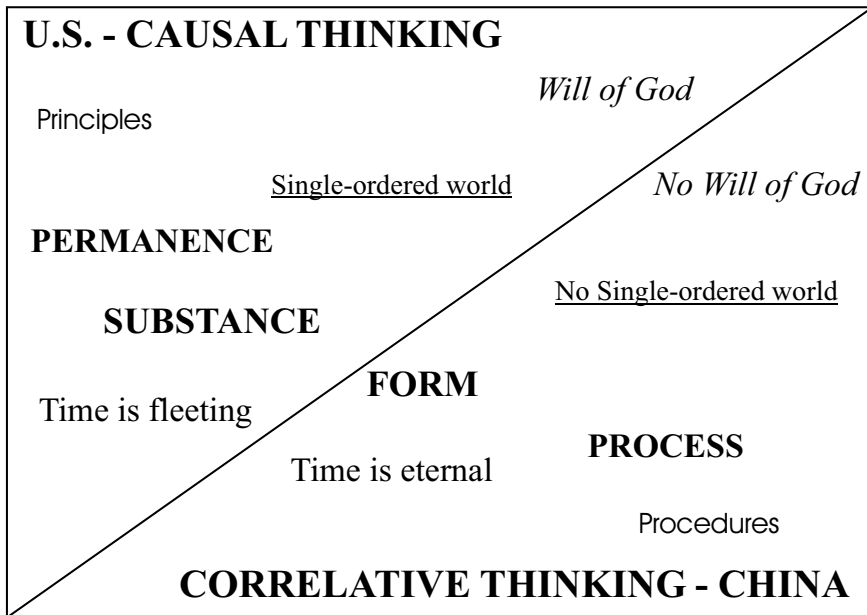 U.S. - CAUSAL THINKING
Will of God
Principles
Single-ordered world
No Will of God
PERMANENCE
No Single-ordered world
SUBSTANCE
FORM
Time is fleeting
PROCESS
Time is eternal
Procedures
CORRELATIVE THINKING - CHINA